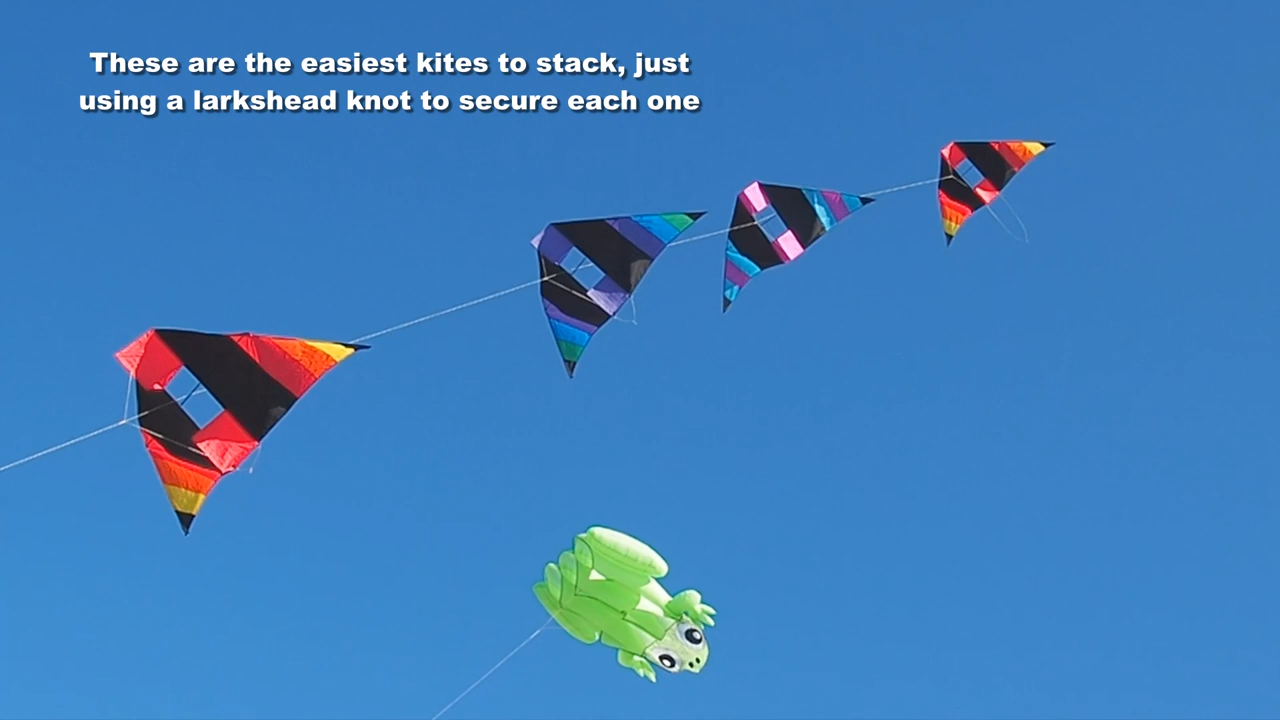 These are the easiest kites to stack, just
using a larkshead knot to secure each one